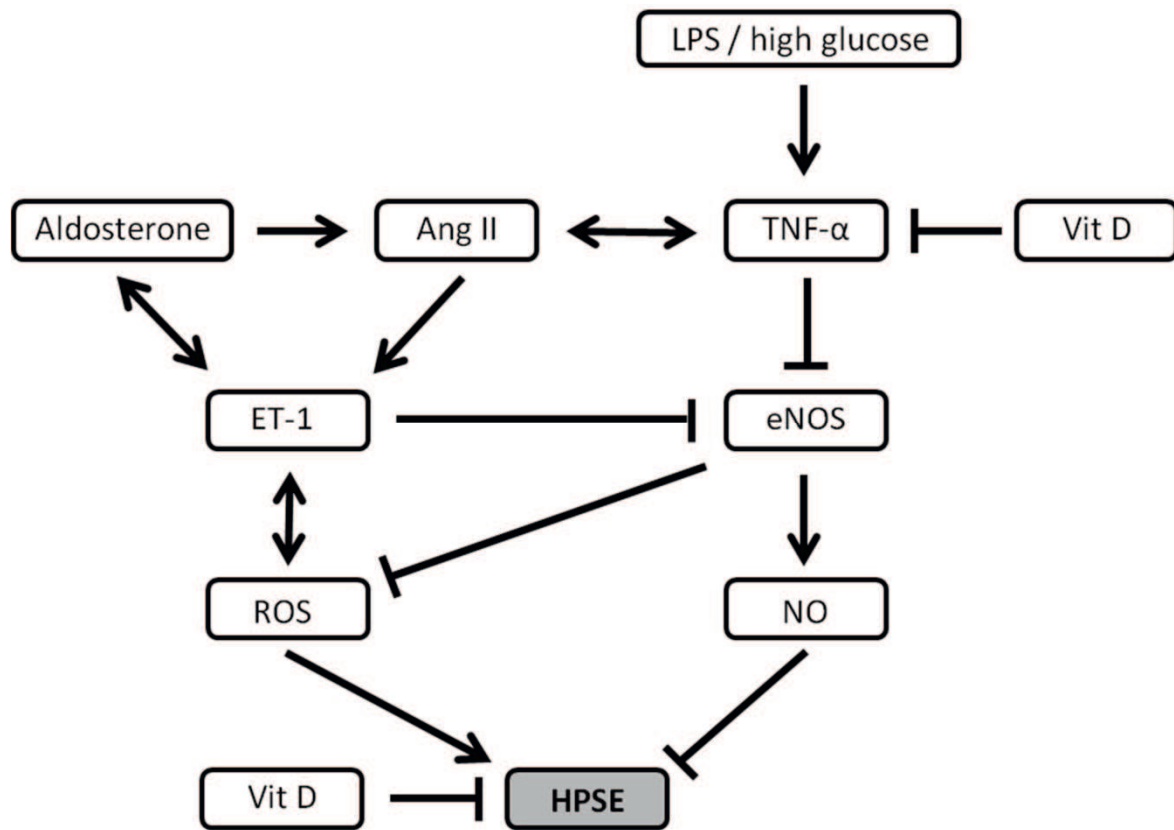 LPS / high glucose
Aldosterone
Ang II
TNF-α
Vit D
ET-1
eNOS
ROS
NO
Vit D
HPSE